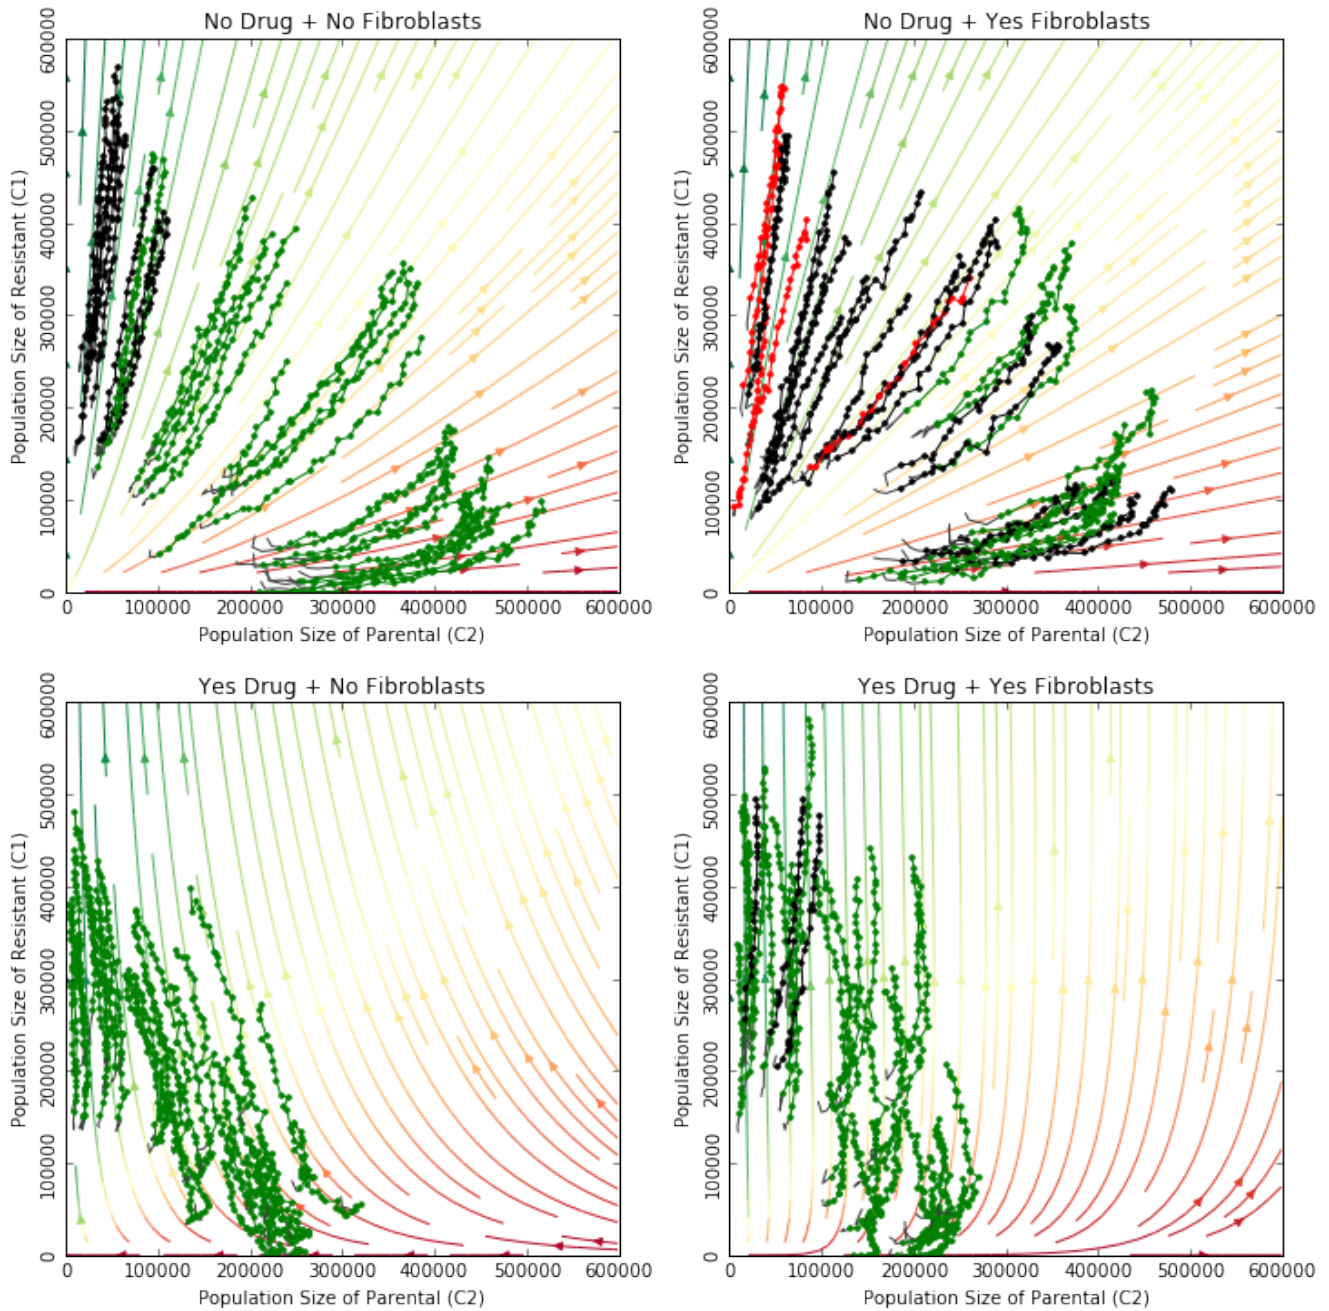 No Drug + No Fibroblasts
600000
500000
400000
300000
200000
100000
0
Population Size of Resistant (C1)
0 100000 200000 300000 400000 500000 600000
Population Size of Parental (C2)
No Drug + Yes Fibroblasts
600000
500000
400000
300000
200000
100000
0
Population Size of Resistant (C1)
0 100000 200000 300000 400000 500000 600000
Population Size of Parental (C2)
Yes Drug + No Fibroblasts
600000
500000
400000
300000
200000
100000
0
Population Size of Resistant (C1)
0 100000 200000 300000 400000 500000 600000
Population Size of Parental (C2)
Yes Drug + Yes Fibroblasts
600000
500000
400000
300000
200000
100000
0
Population Size of Resistant (C1)
0 100000 200000 300000 400000 500000 600000
Population Size of Parental (C2)